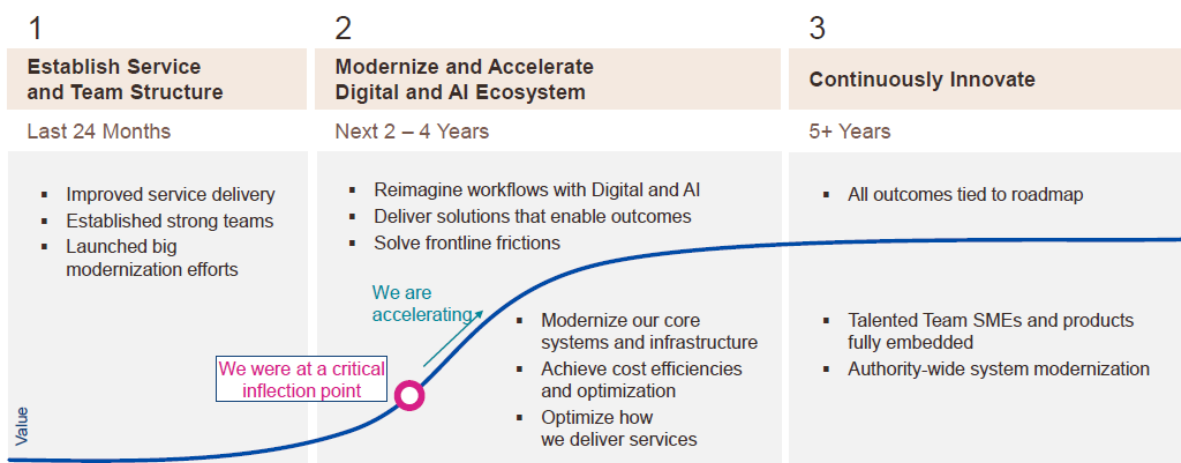 1
Establish Service
and Team Structure
Last 24 Months
▪ Improved service delivery
▪ Established strong teams
▪ Launched big
modernization efforts
2
Modernize and Accelerate
Digital and AI Ecosystem
Next 2 – 4 Years
▪ Reimagine workflows with Digital and AI
▪ Deliver solutions that enable outcomes
▪ Solve frontline frictions
We are
accelerating
We were at a critical
inflection point
▪ Modernize our core
systems and infrastructure
▪ Achieve cost efficiencies
and optimization
▪ Optimize how
we deliver services
3
Continuously Innovate
5+ Years
▪ All outcomes tied to roadmap
▪ Talented Team SMEs and products
fully embedded
▪ Authority-wide system modernization
Value